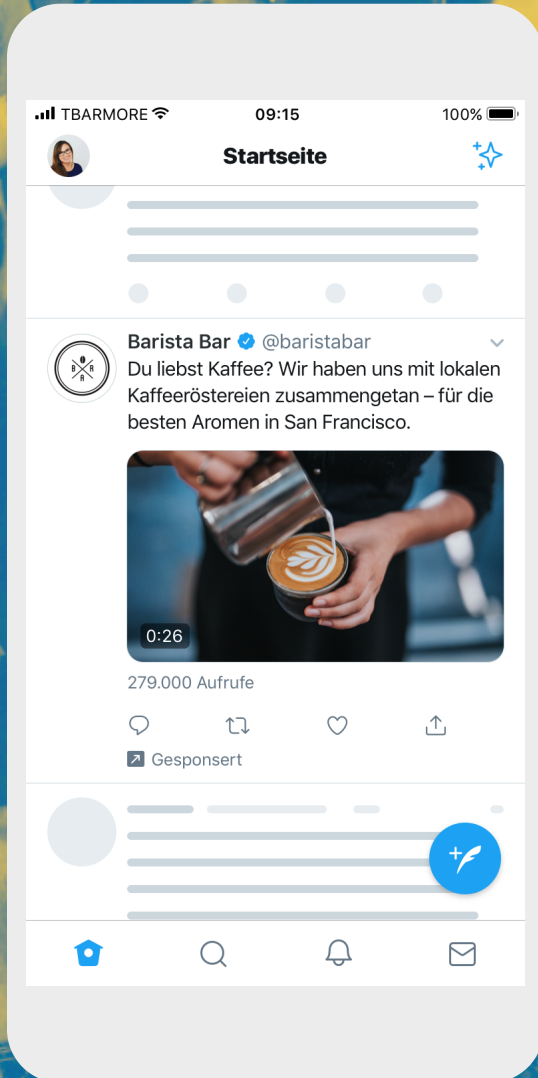 TBARMORE 09:15 100%
Startseite
Barista Bar @baristabar
Du liebst Kaffee? Wir haben uns mit lokalen
Kaffeeröstereien zusammengetan – für die
besten Aromen in San Francisco.
B A R
R
0:26
279.000 Aufrufe
Gesponsert